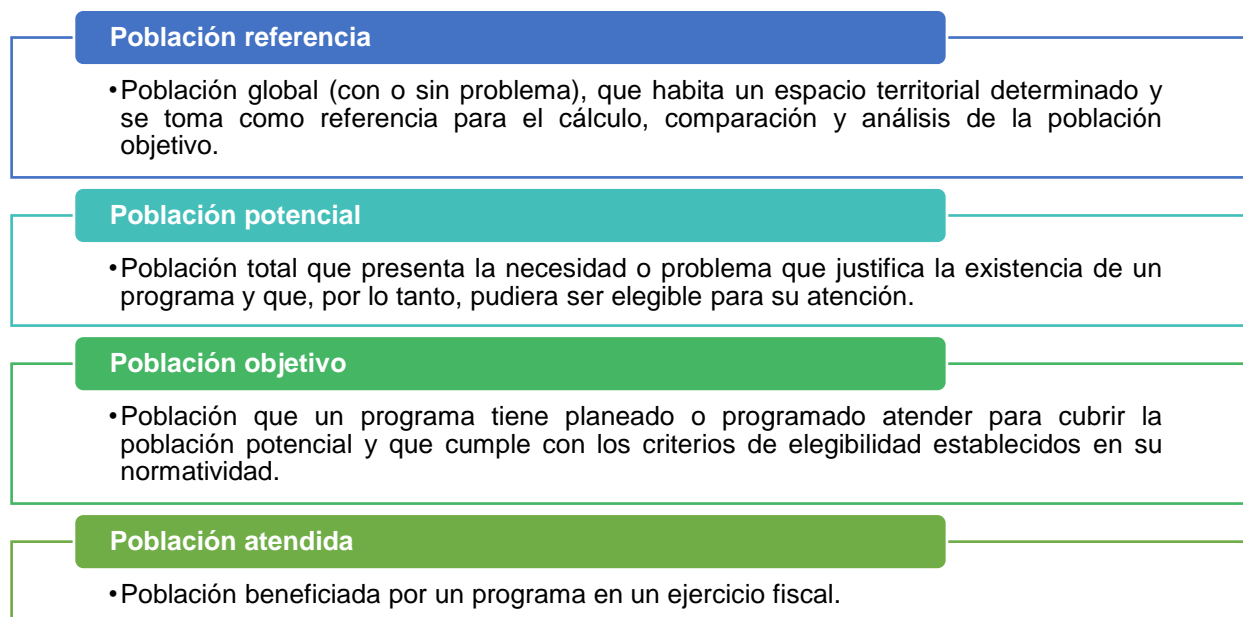 Población referencia
•Población global (con o sin problema), que habita un espacio territorial determinado y
se toma como referencia para el cálculo, comparación y análisis de la población
objetivo.
Población potencial
•Población total que presenta la necesidad o problema que justifica la existencia de un
programa y que, por lo tanto, pudiera ser elegible para su atención.
Población objetivo
•Población que un programa tiene planeado o programado atender para cubrir la
población potencial y que cumple con los criterios de elegibilidad establecidos en su
normatividad.
Población atendida
•Población beneficiada por un programa en un ejercicio fiscal.